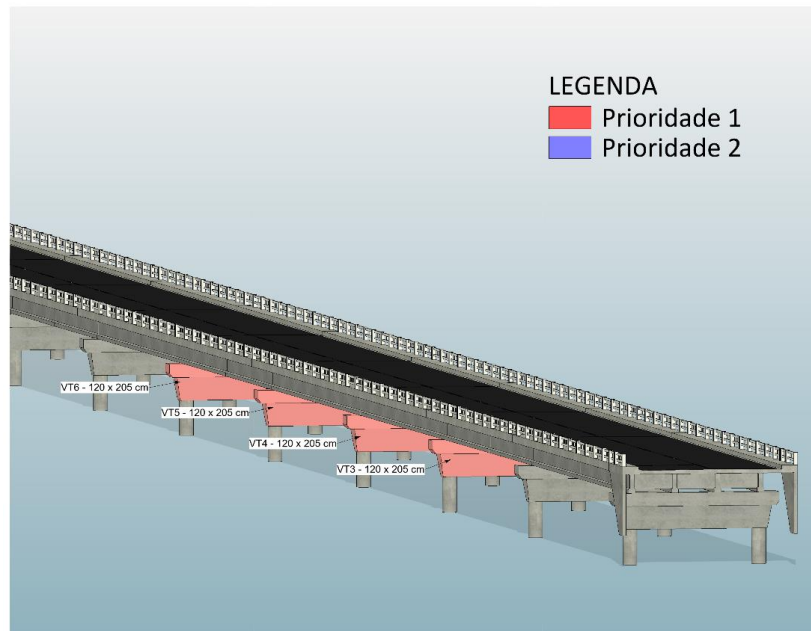 LEGENDA
Prioridade 1
Prioridade 2
VT6 - 120 x 205 cm
VT5 - 120 x 205 cm
VT4 - 120 x 205 cm
VT3 - 120 x 205 cm